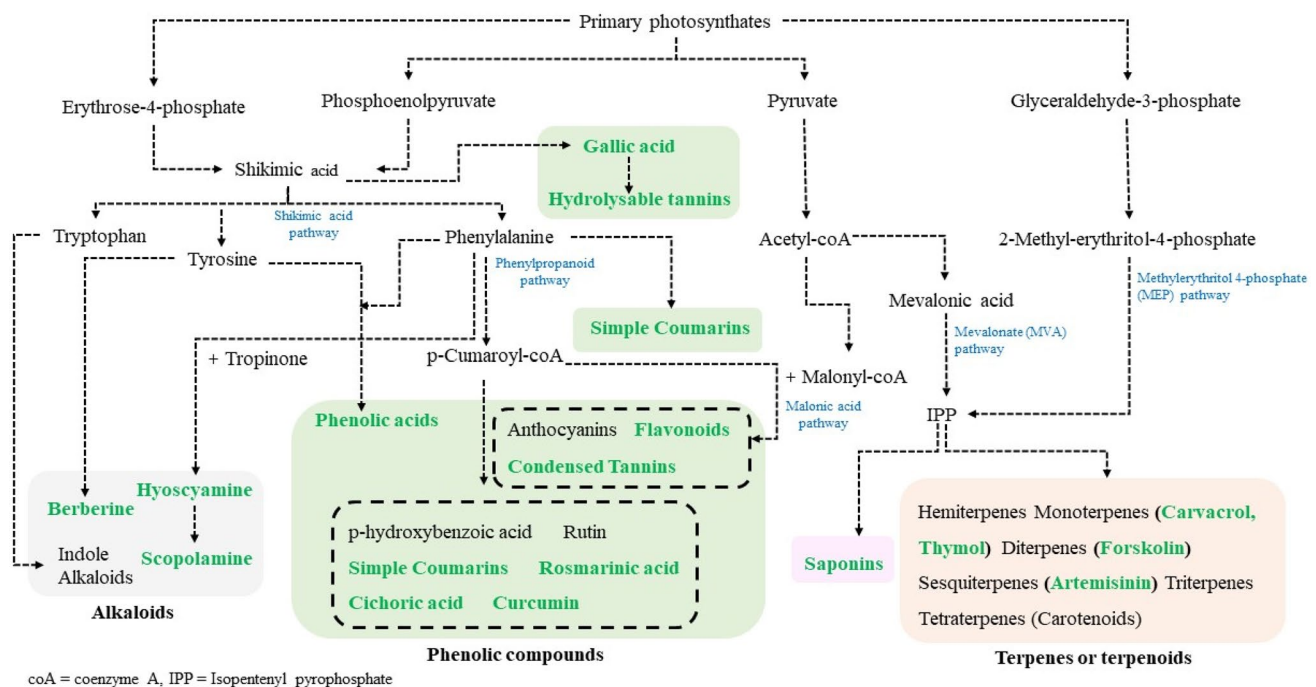 Primary photosynthates
Erythrose-4-phosphate
Phosphoenolpyruvate
Pyruvate
Glyceraldehyde-3-phosphate
Shikimic acid
Gallic acid
Hydrolysable tannins
Shikimic acid
pathway
Tryptophan
Tyrosine
Phenylalanine
Phenylpropanoid
pathway
Acetyl-coA
2-Methyl-erythritol-4-phosphate
Methylerythritol 4-phosphate
(MEP) pathway
Mevalonic acid
Mevalonate (MVA)
pathway
Simple Coumarins
+ Tropinone
p-Cumaroyl-coA
+ Malonyl-coA
Malonic acid
pathway
IPP
Phenolic acids
Anthocyanins Flavonoids
Condensed Tannins
p-hydroxybenzoic acid Rutin
Simple Coumarins Rosmarinic acid
Cichoric acid Curcumin
Phenolic compounds
Hyoscyamine
Berberine
Scopolamine
Indole
Alkaloids
Alkaloids
Saponins
Hemiterpenes Monoterpenes (Carvacrol,
Thymol) Diterpenes (Forskolin)
Sesquiterpenes (Artemisinin) Triterpenes
Tetraterpenes (Carotenoids)
Terpenes or terpenoids
coA = coenzyme A, IPP = Isopentenyl pyrophosphate